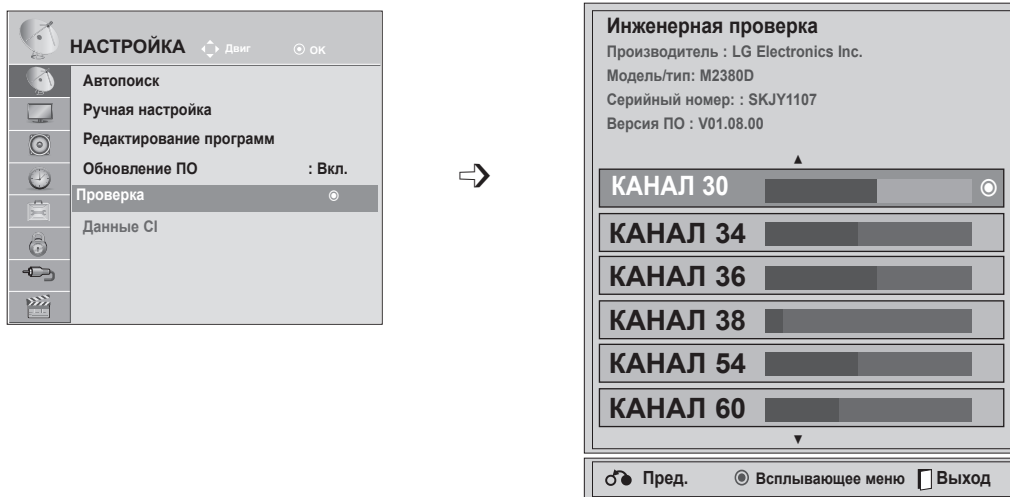 НАСТРОЙКА Двиг ОК
Автопоиск
Ручная настройка
Редактирование программ
Обновление ПО : Вкл.
Проверка
Данные CI
Инженерная проверка
Производитель : LG Electronics Inc.
Модель/тип: M2380D
Серийный номер: : SKJY1107
Версия ПО : V01.08.00
КАНАЛ 30
КАНАЛ 34
КАНАЛ 36
КАНАЛ 38
КАНАЛ 54
КАНАЛ 60
Пред. Всплывающее меню Выход